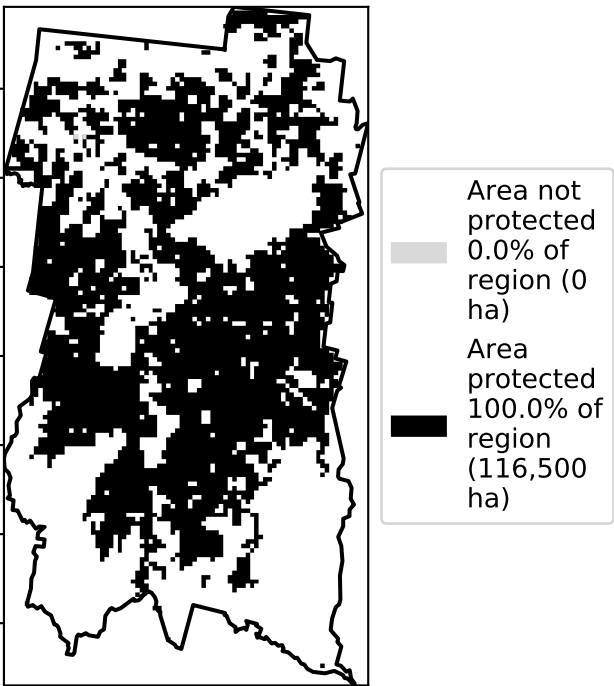 Area not
protected
0.0% of
region (0
ha)
Area
protected
100.0% of
region
(116,500
ha)